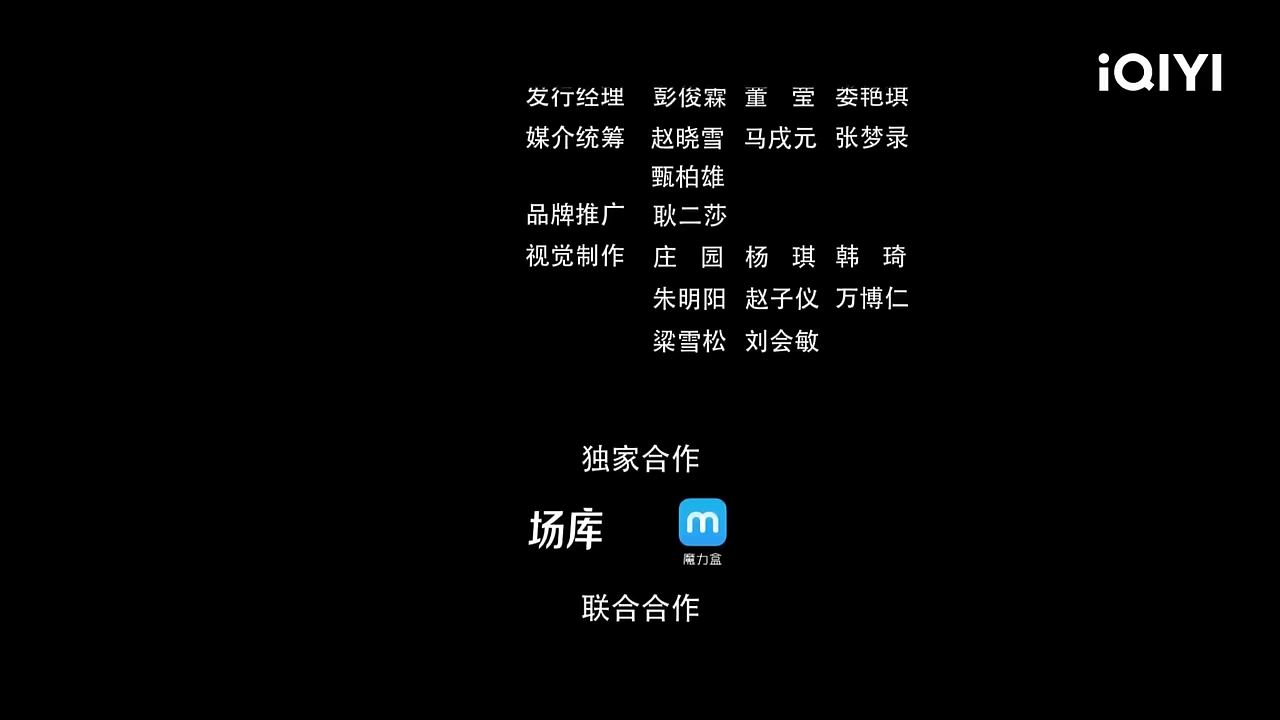 iQIYI
发行经理 彭俊霖 董 莹 娄艳琪
媒介统筹 赵晓雪 马戌元 张梦录
甄柏雄
品牌推广 耿二莎
视觉制作 庄 园 杨 琪 韩 琦
朱明阳 赵子仪 万博仁
梁雪松 刘会敏
独家合作
场库
m
魔力盒
联合合作